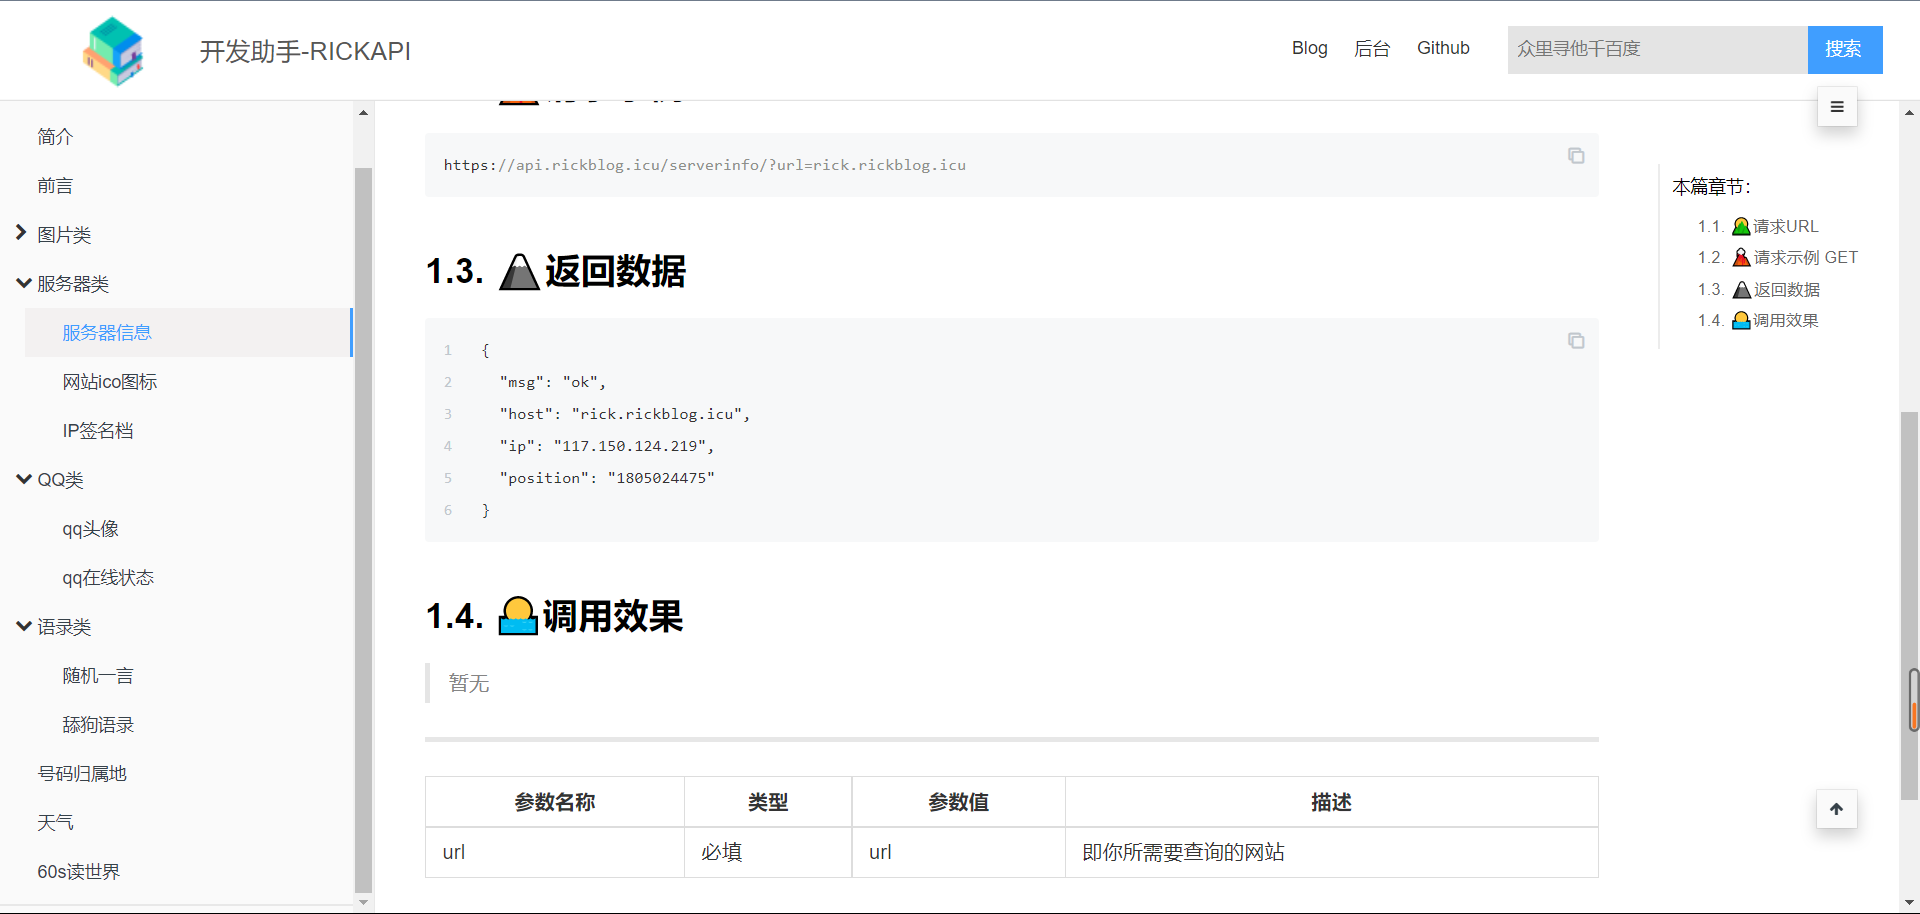 开发助手-RICKAPI
Blog 后台 Github 众里寻他千百度 搜索
简介
前言
图片类
服务器类
服务器信息
网站ico图标
IP签名档
QQ类
qq头像
qq在线状态
语录类
随机一言
舔狗语录
号码归属地
天气
60s读世界
https://api.rickblog.icu/serverinfo/?url=rick.rickblog.icu
1.3. 返回数据
1 {
2 "msg": "ok",
3 "host": "rick.rickblog.icu",
4 "ip": "117.150.124.219",
5 "position": "1805024475"
6 }
1.4. 调用效果
暂无
参数名称 类型 参数值 描述
url 必填 url 即你所需要查询的网站
本篇章节：
1.1. 请求URL
1.2. 请求示例 GET
1.3. 返回数据
1.4. 调用效果